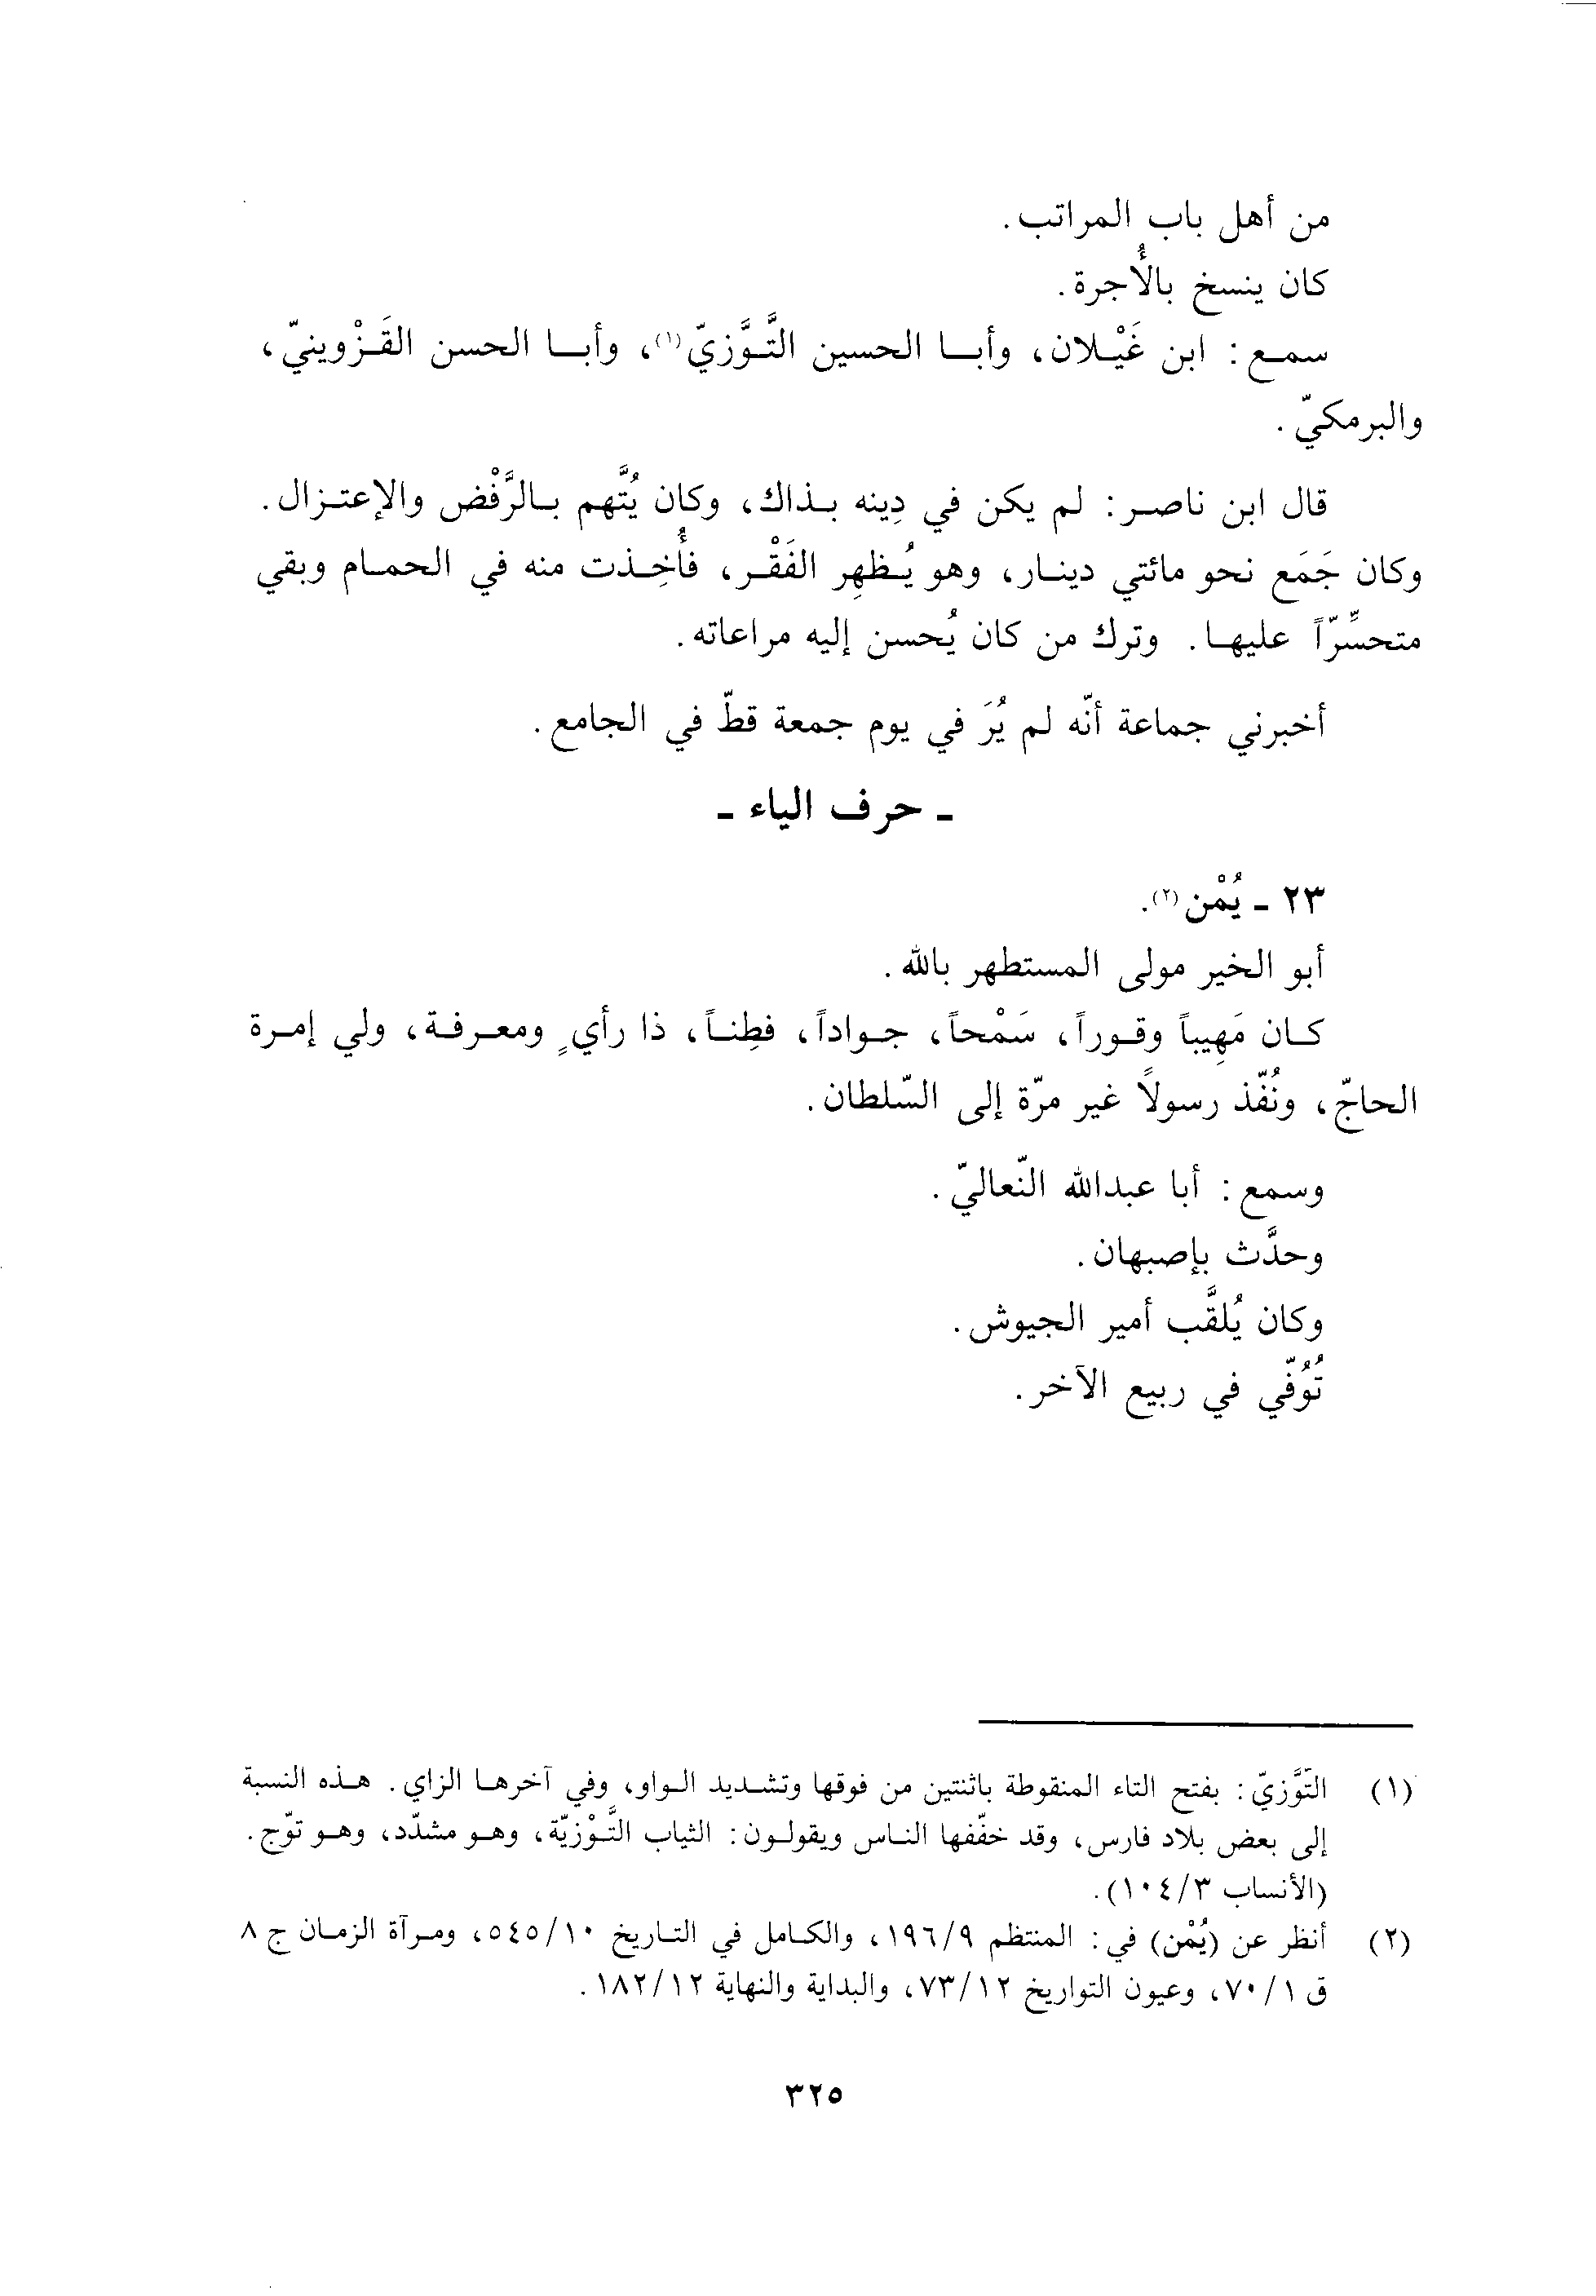 من أهل باب المراتب.
كان ينسخ بالأُجرة.
سمع: ابن غَيْلان، وأبا الحسين التَّوَّزيّ(١)، وأبا الحسن القَزْوينيّ،
والبرمكيّ.
قال ابن ناصر: لم يكن في دِينه بذاك، وكان يُتَّهم بالرَّفْض والإعتزال.
وكان جَمَع نحو مائتي دينار، وهو يُظهِر الفَقْر، فأُخِذت منه في الحمام وبقي
متحسِّرّاً عليها. وترك من كان يُحسن إليه مراعاته.
أخبرني جماعة أنّه لم يُرَ في يوم جمعة قطّ في الجامع.
ـ حرف الياء ـ
٢٣ ـ يُمْن(٢).
أبو الخير مولى المستطهر بالله.
كان مَهِيباً وقوراً، سَمْحاً، جواداً، فطِناً، ذا رأيٍ ومعرفة، ولي إمرة
الحاجّ، ونُفّذ رسولاً غير مرّة إلى السّلطان.
وسمع: أبا عبدالله النّعاليّ.
وحدَّث بإصبهان.
وكان يُلقَّب أمير الجيوش.
تُوُفّي في ربيع الآخر.
(١) التَوَّزيّ: بفتح التاء المنقوطة باثنتين من فوقها وتشديد الواو، وفي آخرها الزاي. هذه النسبة
إلى بعض بلاد فارس، وقد خفّفها الناس ويقولون: الثياب التَّوْزيّة، وهو مشدّد، وهو توّج.
(الأنساب ١٠٤/٣).
(٢) أنظر عن (يُمْن) في: المنتظم ١٩٦/٩، والكامل في التاريخ ٥٤٥/١٠، ومرآة الزمان ج ٨
ق ٧٠/١، وعيون التواريخ ٧٣/١٢، والبداية والنهاية ١٨٢/١٢.
٣٢٥